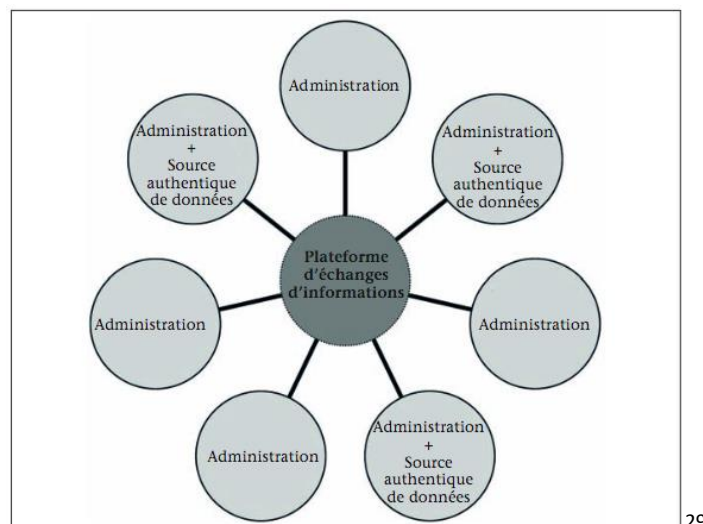 Administration
Administration
+
Source
authentique
de données
Administration
+
Source
authentique
de données
Plateforme
d'échanges
d'informations
Administration
Administration
Administration
Administration
+
Source
authentique
de données
29